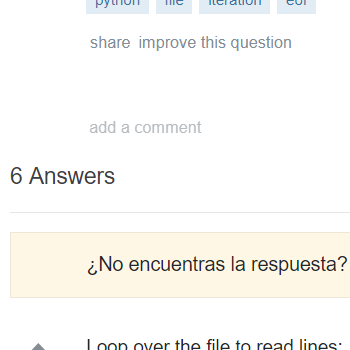 python file iteration eof
share improve this question
add a comment
6 Answers
¿No encuentras la respuesta?
Loop over the file to read lines: